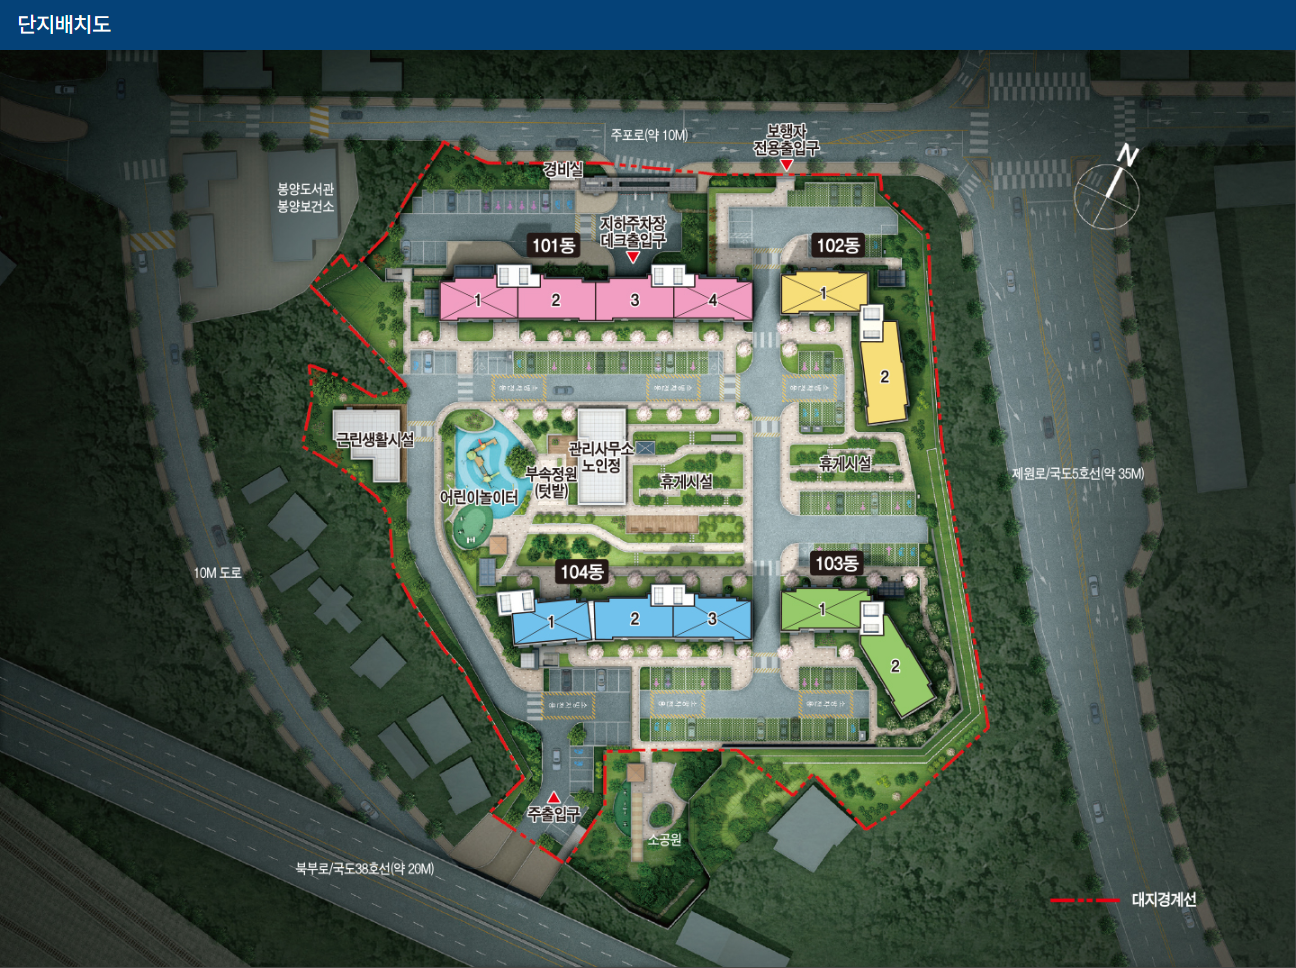 단지배치도
주포로(약 10M)
보행자
전용출입구
N
경비실
봉양도서관
봉양보건소
지하주차장
데크출입구
101동
102동
1
2
3
4
1
2
근린생활시설
관리사무소
노인정
부속정원
(텃밭)
휴게시설
휴게시설
어린이놀이터
제원로/국도5호선(약 35M)
10M 도로
104동
103동
1
2
3
1
2
주출입구
소공원
북부로/국도38호선(약 20M)
대지경계선